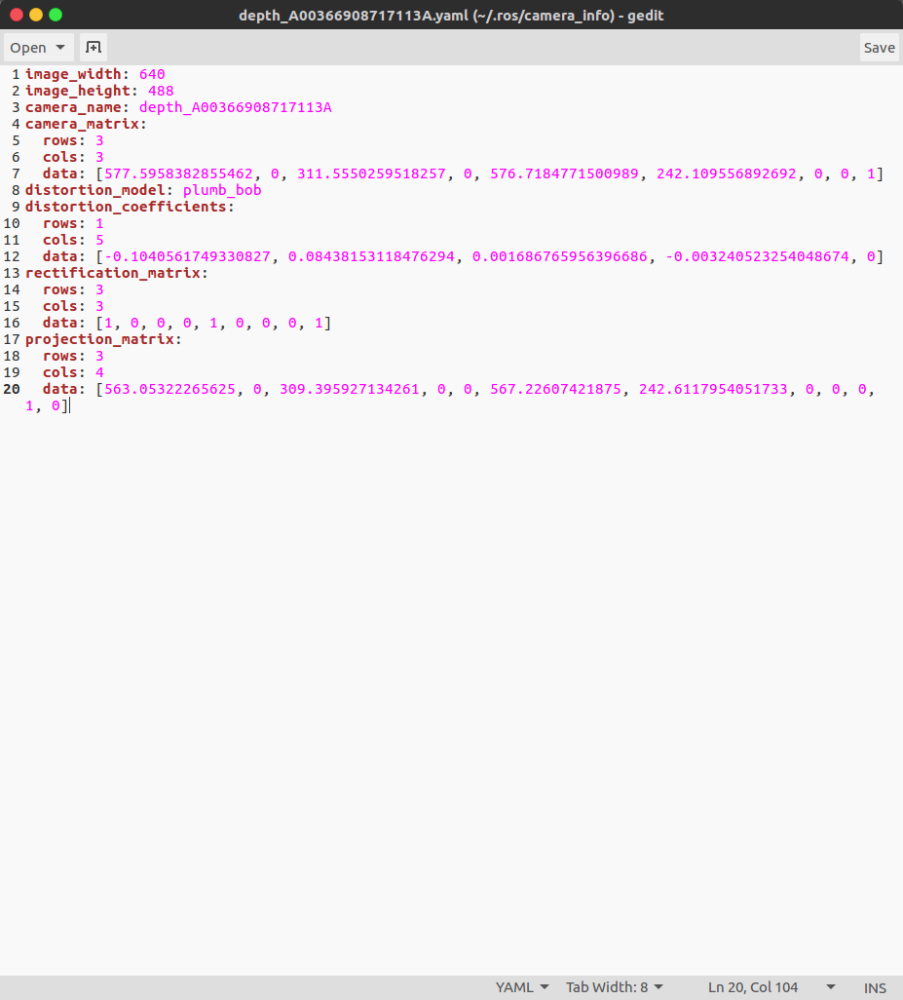 depth_A00366908717113A.yaml (~/.ros/camera_info) - gedit
Open
Save
1 image_width: 640
2 image_height: 488
3 camera_name: depth_A00366908717113A
4 camera_matrix:
5   rows: 3
6   cols: 3
7   data: [577.5958382855462, 0, 311.5550259518257, 0, 576.7184771500989, 242.109556892692, 0, 0, 1]
8 distortion_model: plumb_bob
9 distortion_coefficients:
10   rows: 1
11   cols: 5
12   data: [-0.1040561749330827, 0.08438153118476294, 0.001686765956396686, -0.003240523254048674, 0]
13 rectification_matrix:
14   rows: 3
15   cols: 3
16   data: [1, 0, 0, 0, 1, 0, 0, 0, 1]
17 projection_matrix:
18   rows: 3
19   cols: 4
20   data: [563.05322265625, 0, 309.395927134261, 0, 0, 567.22607421875, 242.6117954051733, 0, 0, 0,
1, 0]
YAML Tab Width: 8 Ln 20, Col 104 INS